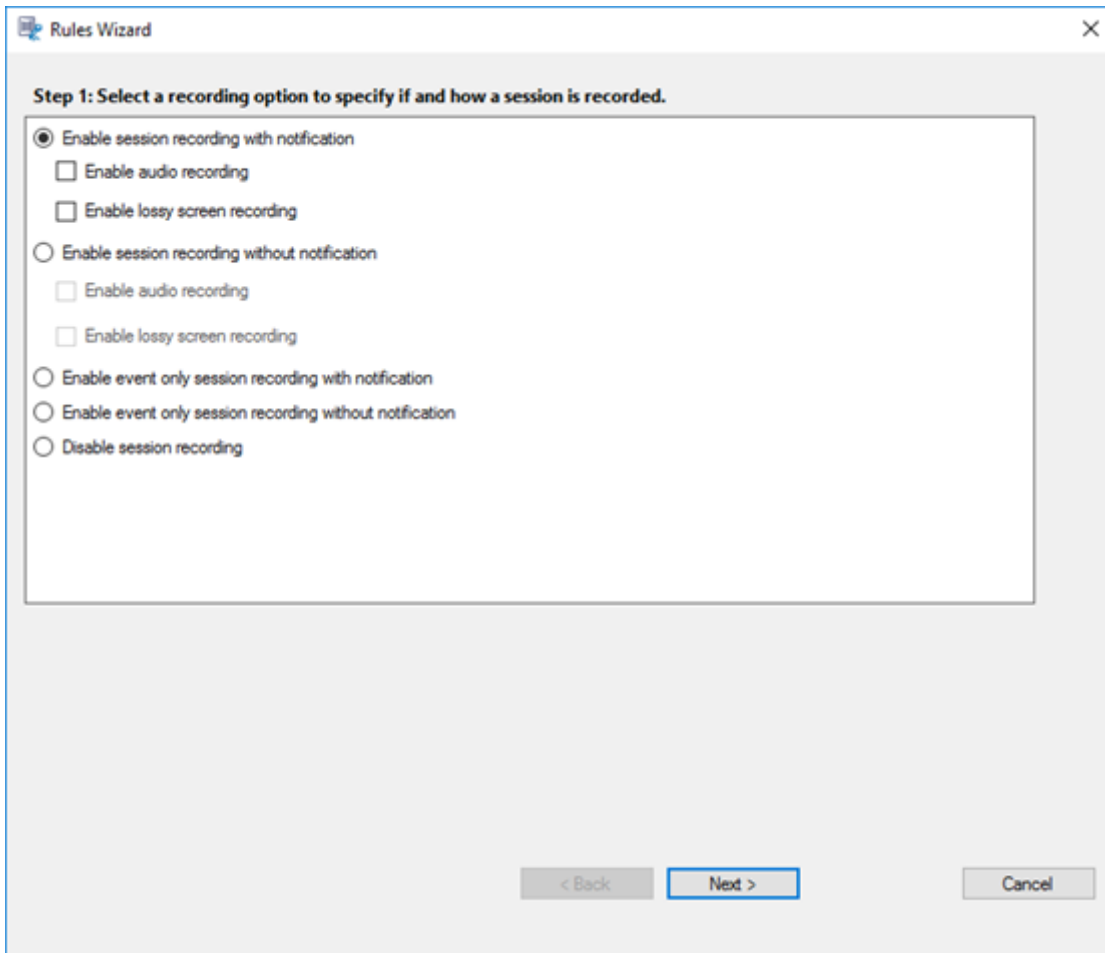 Rules Wizard
Step 1: Select a recording option to specify if and how a session is recorded.
Enable session recording with notification
Enable audio recording
Enable lossy screen recording
Enable session recording without notification
Enable audio recording
Enable lossy screen recording
Enable event only session recording with notification
Enable event only session recording without notification
Disable session recording
< Back Next > Cancel